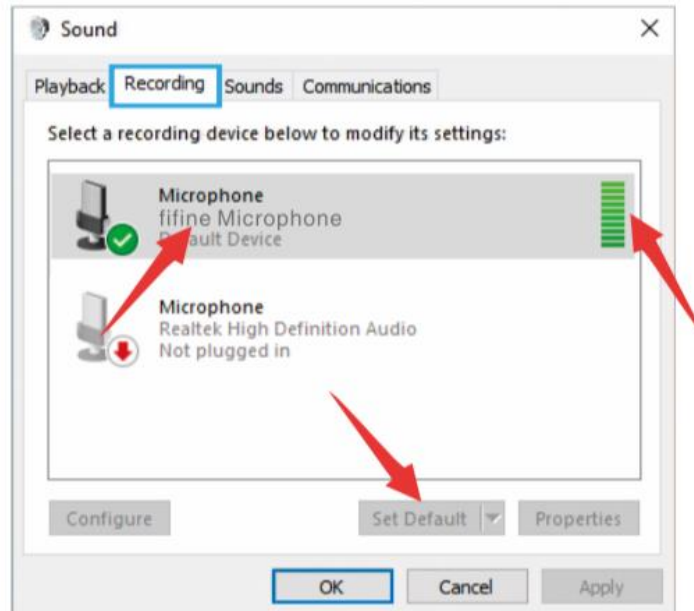 Sound
Playback Recording Sounds Communications
Select a recording device below to modify its settings:
Microphone
fifine Microphone
Default Device
Microphone
Realtek High Definition Audio
Not plugged in
Configure Set Default Properties
OK Cancel Apply